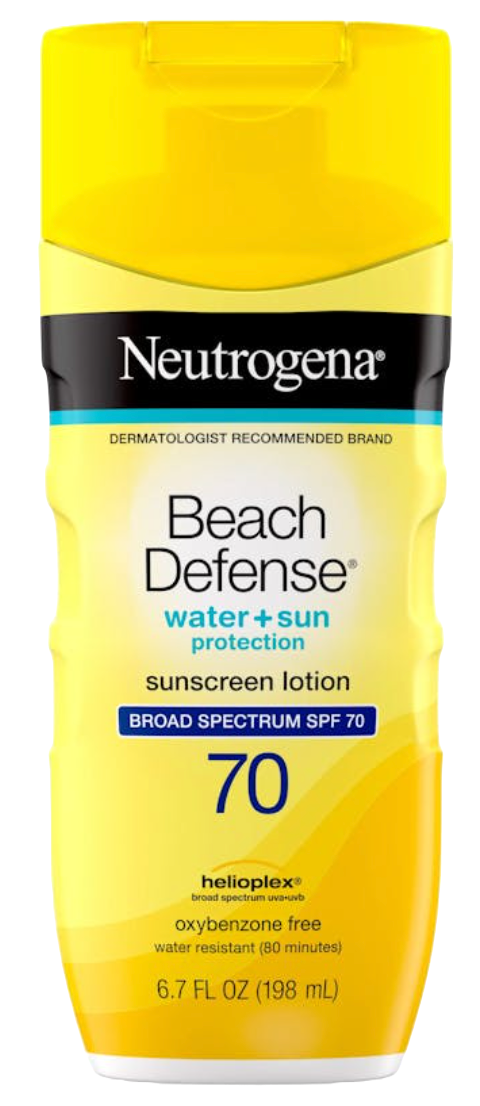 Neutrogena®
DERMATOLOGIST RECOMMENDED BRAND
Beach
Defense®
water+sun
protection
sunscreen lotion
BROAD SPECTRUM SPF 70
70
helioplex®
broad spectrum uva•uvb
oxybenzone free
water resistant (80 minutes)
6.7 FL OZ (198 mL)